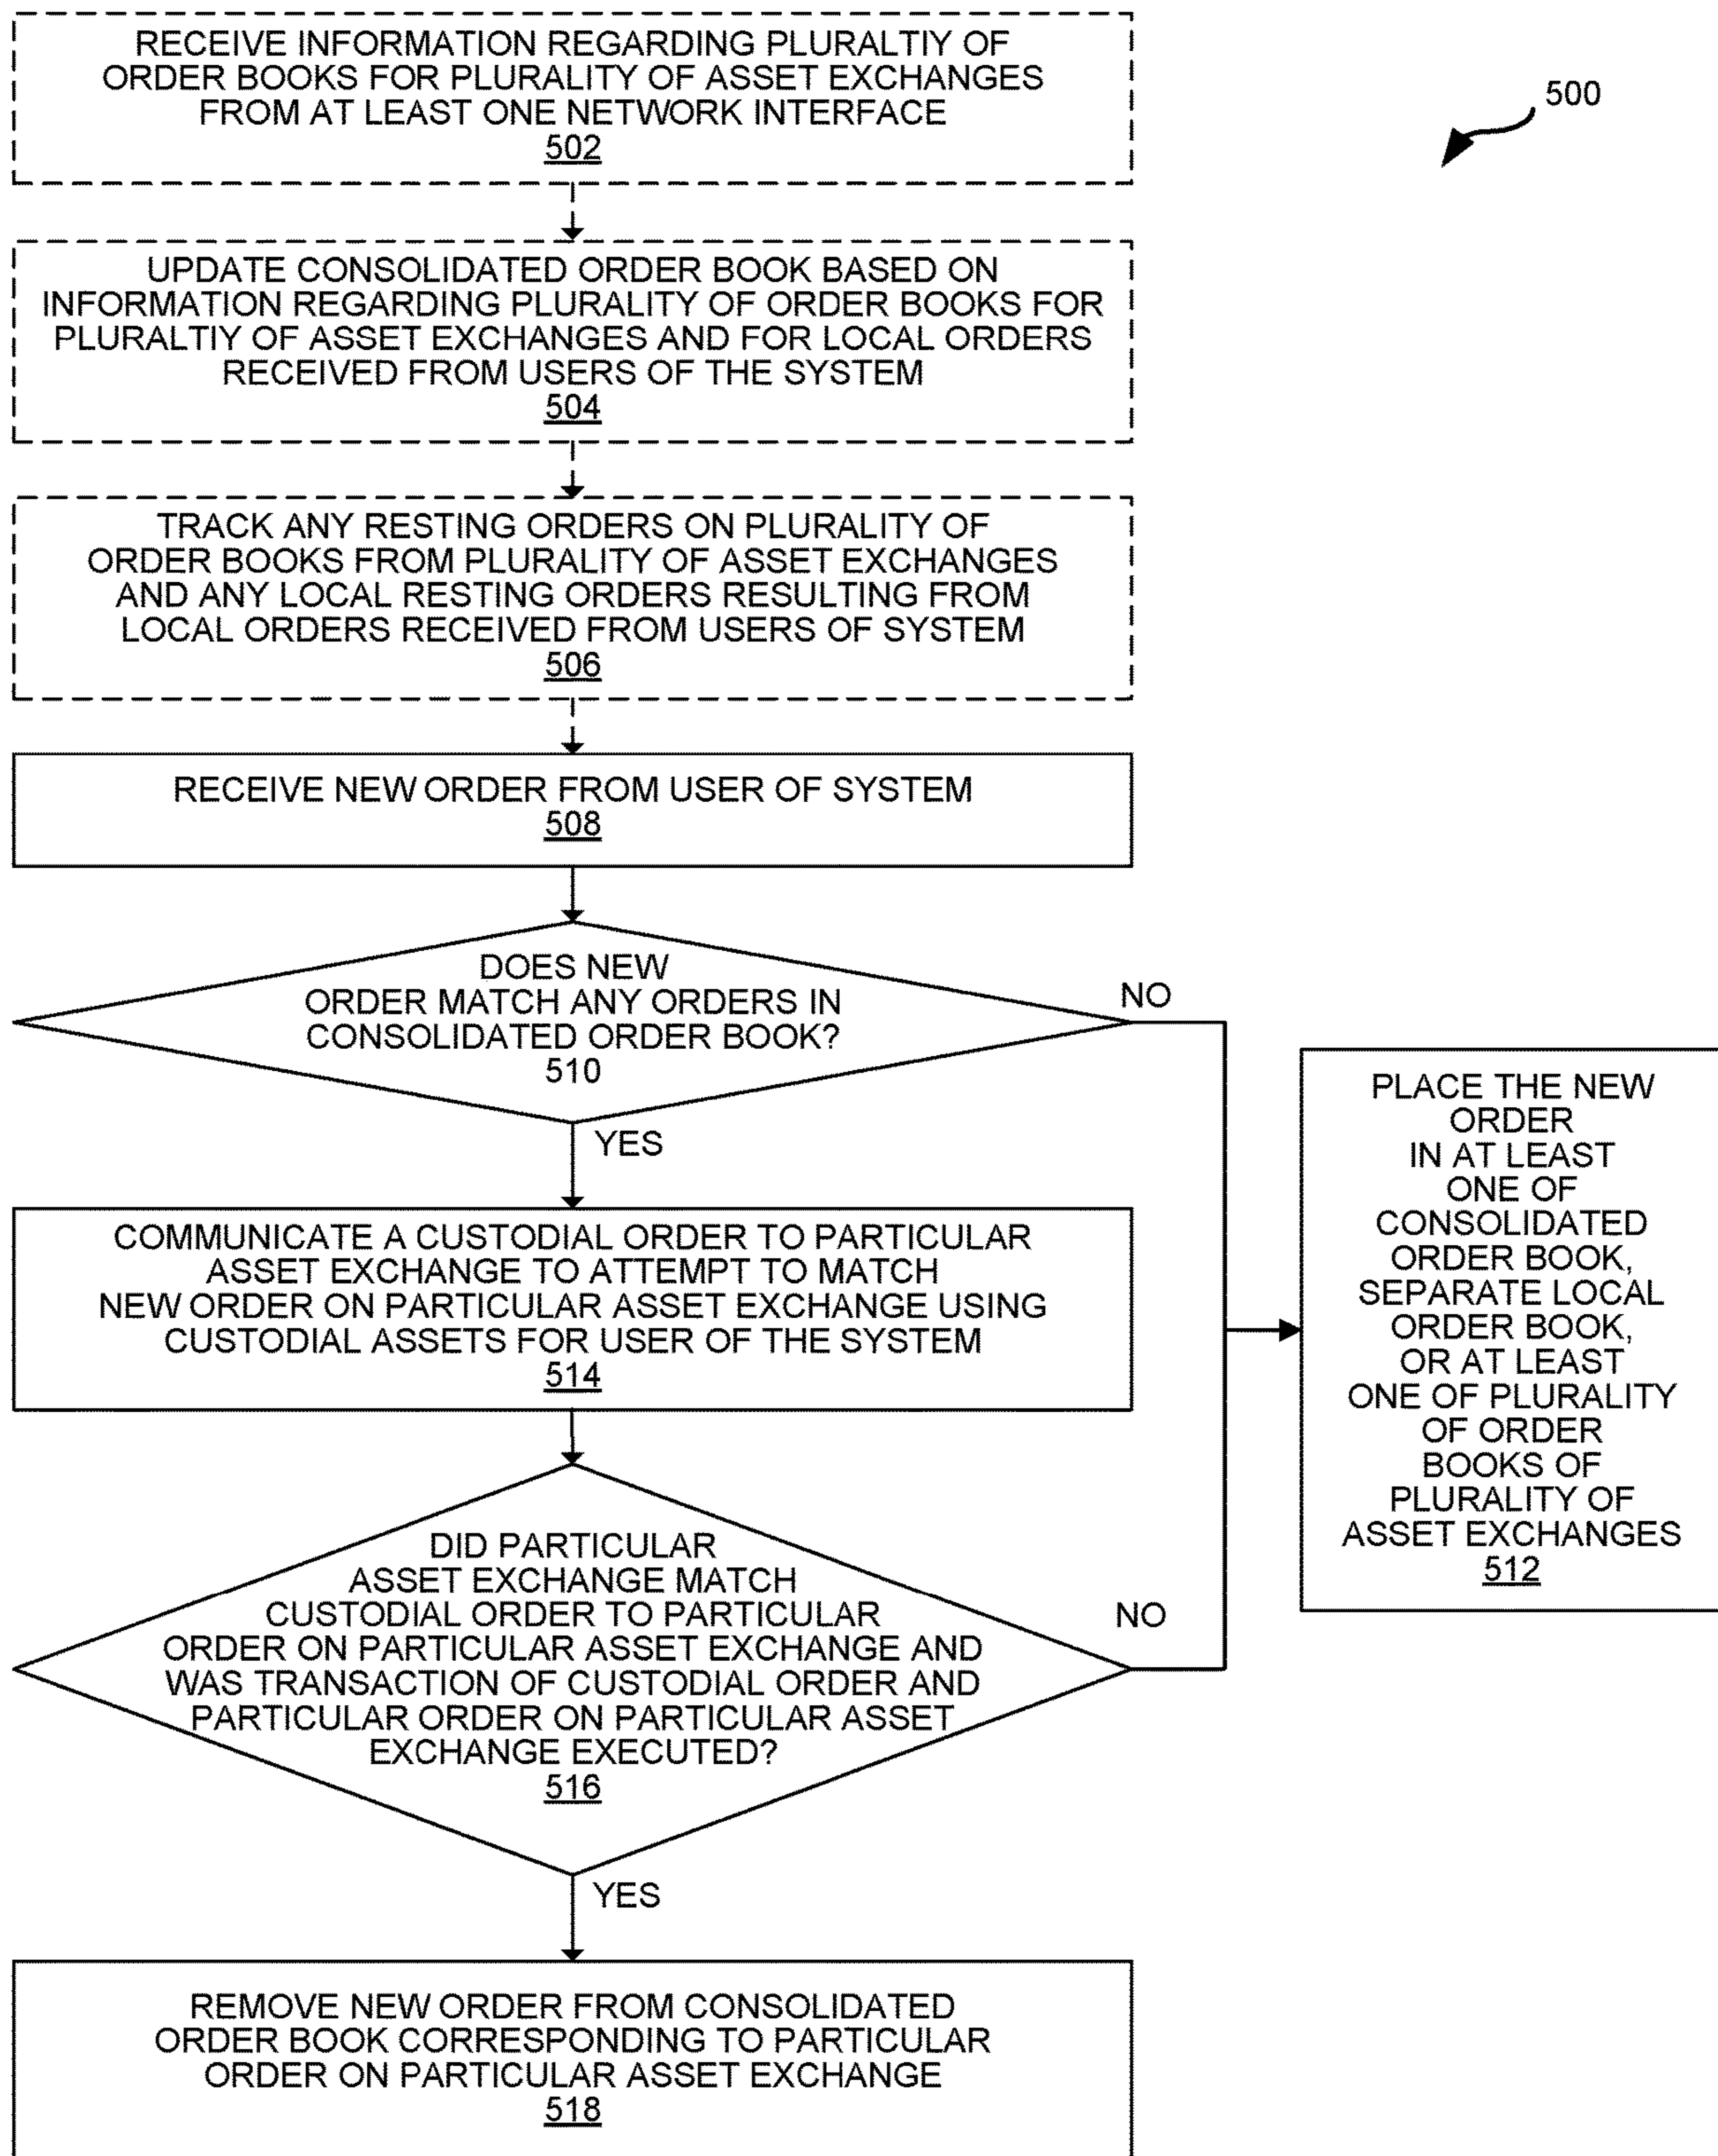 RECEIVE INFORMATION REGARDING PLURALTIY OF
ORDER BOOKS FOR PLURALITY OF ASSET EXCHANGES
FROM AT LEAST ONE NETWORK INTERFACE
502
500
UPDATE CONSOLIDATED ORDER BOOK BASED ON
INFORMATION REGARDING PLURALITY OF ORDER BOOKS FOR
PLURALTIY OF ASSET EXCHANGES AND FOR LOCAL ORDERS
RECEIVED FROM USERS OF THE SYSTEM
504
TRACK ANY RESTING ORDERS ON PLURALITY OF
ORDER BOOKS FROM PLURALITY OF ASSET EXCHANGES
AND ANY LOCAL RESTING ORDERS RESULTING FROM
LOCAL ORDERS RECEIVED FROM USERS OF SYSTEM
506
RECEIVE NEW ORDER FROM USER OF SYSTEM
508
DOES NEW
ORDER MATCH ANY ORDERS IN
CONSOLIDATED ORDER BOOK?
510
NO
YES
PLACE THE NEW
ORDER
IN AT LEAST
ONE OF
CONSOLIDATED
ORDER BOOK,
SEPARATE LOCAL
ORDER BOOK,
OR AT LEAST
ONE OF PLURALITY
OF ORDER
BOOKS OF
PLURALITY OF
ASSET EXCHANGES
512
COMMUNICATE A CUSTODIAL ORDER TO PARTICULAR
ASSET EXCHANGE TO ATTEMPT TO MATCH
NEW ORDER ON PARTICULAR ASSET EXCHANGE USING
CUSTODIAL ASSETS FOR USER OF THE SYSTEM
514
DID PARTICULAR
ASSET EXCHANGE MATCH
CUSTODIAL ORDER TO PARTICULAR
ORDER ON PARTICULAR ASSET EXCHANGE AND
WAS TRANSACTION OF CUSTODIAL ORDER AND
PARTICULAR ORDER ON PARTICULAR ASSET
EXCHANGE EXECUTED?
516
NO
YES
REMOVE NEW ORDER FROM CONSOLIDATED
ORDER BOOK CORRESPONDING TO PARTICULAR
ORDER ON PARTICULAR ASSET EXCHANGE
518